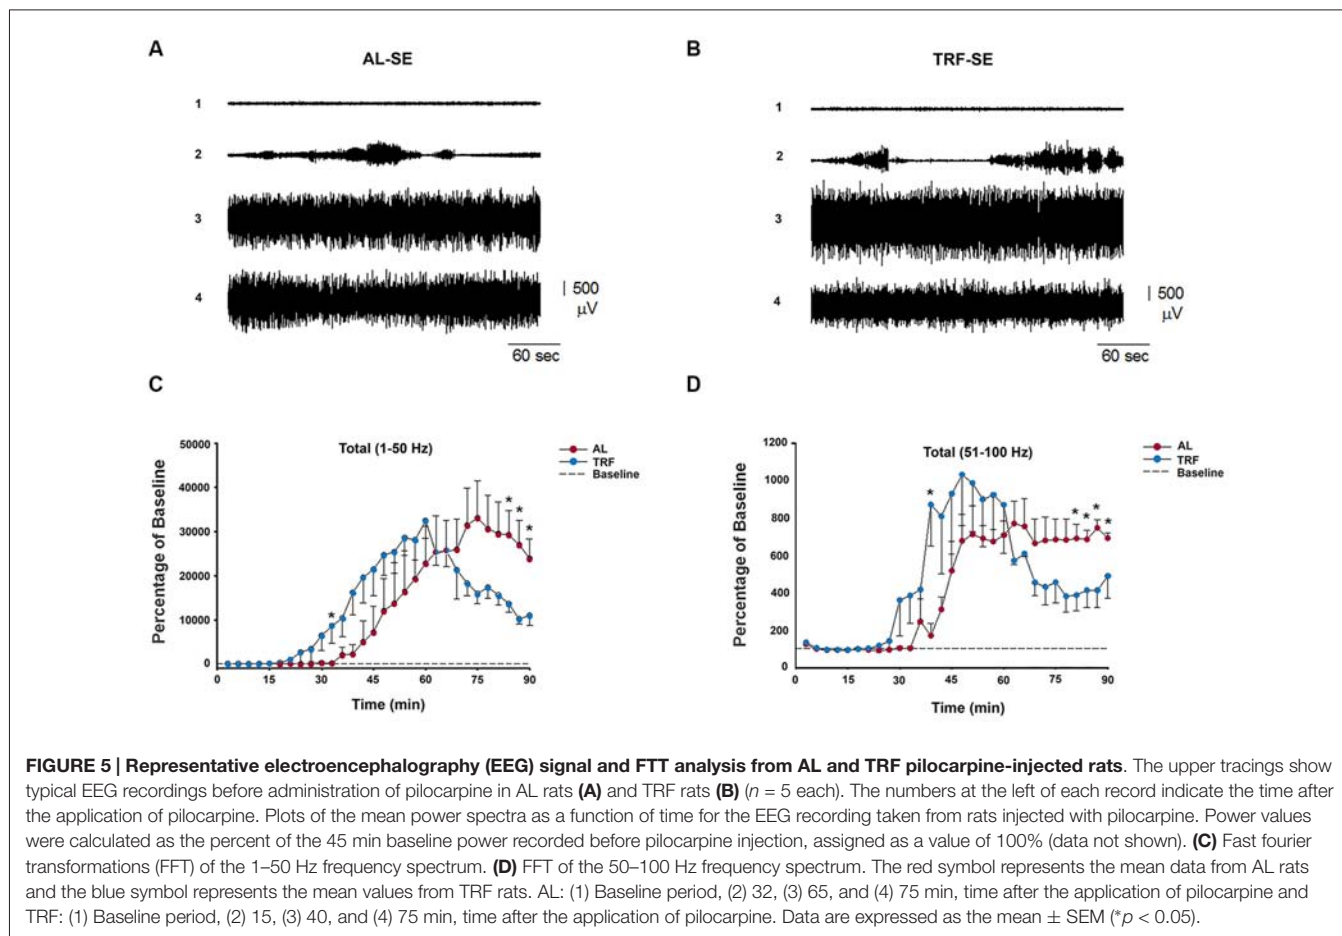 A
AL-SE
1
2
3
4
500
μV
60 sec
B
TRF-SE
1
2
3
4
500
μV
60 sec
C
Total (1-50 Hz)
AL
TRF
Baseline
Percentage of Baseline
50000
40000
30000
20000
10000
0
*
* * *
0 15 30 45 60 75 90
Time (min)
D
Total (51-100 Hz)
AL
TRF
Baseline
Percentage of Baseline
1200
1000
800
600
400
200
0
*
* * * *
0 15 30 45 60 75 90
Time (min)
FIGURE 5 | Representative electroencephalography (EEG) signal and FTT analysis from AL and TRF pilocarpine-injected rats. The upper tracings show
typical EEG recordings before administration of pilocarpine in AL rats (A) and TRF rats (B) (n = 5 each). The numbers at the left of each record indicate the time after
the application of pilocarpine. Plots of the mean power spectra as a function of time for the EEG recording taken from rats injected with pilocarpine. Power values
were calculated as the percent of the 45 min baseline power recorded before pilocarpine injection, assigned as a value of 100% (data not shown). (C) Fast fourier
transformations (FFT) of the 1–50 Hz frequency spectrum. (D) FFT of the 50–100 Hz frequency spectrum. The red symbol represents the mean data from AL rats
and the blue symbol represents the mean values from TRF rats. AL: (1) Baseline period, (2) 32, (3) 65, and (4) 75 min, time after the application of pilocarpine and
TRF: (1) Baseline period, (2) 15, (3) 40, and (4) 75 min, time after the application of pilocarpine. Data are expressed as the mean ± SEM (*p < 0.05).